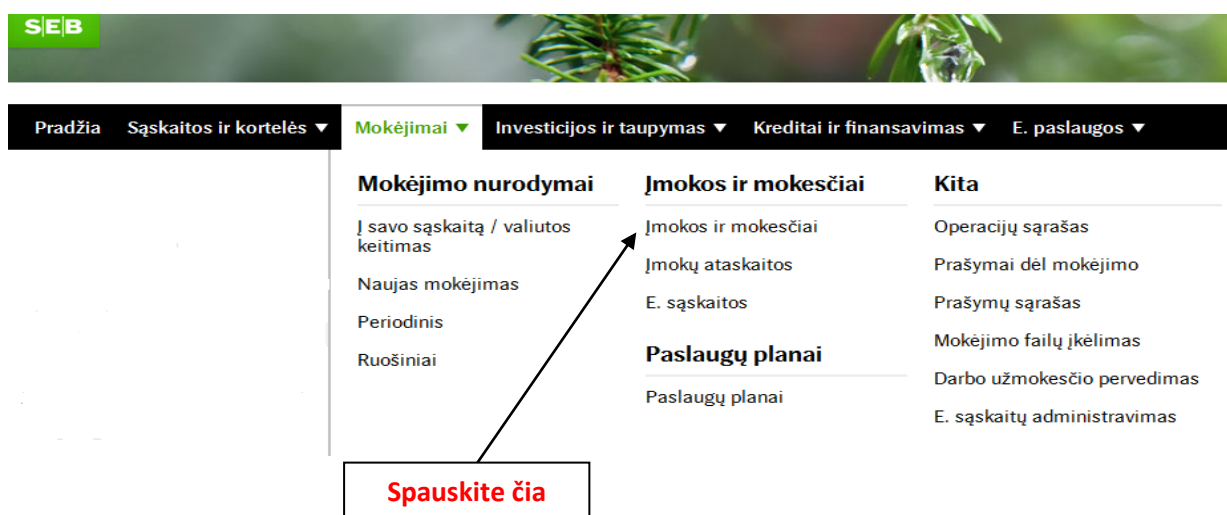 S|E|B
Pradžia Sąskaitos ir kortelės ▼ Mokėjimai ▼ Investicijos ir taupymas ▼ Kreditai ir finansavimas ▼ E. paslaugos ▼
Mokėjimo nurodymai
Į savo sąskaitą / valiutos
keitimas
Naujas mokėjimas
Periodinis
Ruošiniai
Įmokos ir mokesčiai
Įmokos ir mokesčiai
Įmokų ataskaitos
E. sąskaitos
Paslaugų planai
Paslaugų planai
Kita
Operacijų sąrašas
Prašymai dėl mokėjimo
Prašymų sąrašas
Mokėjimo failų įkėlimas
Darbo užmokesčio pervedimas
E. sąskaitų administravimas
Spauskite čia